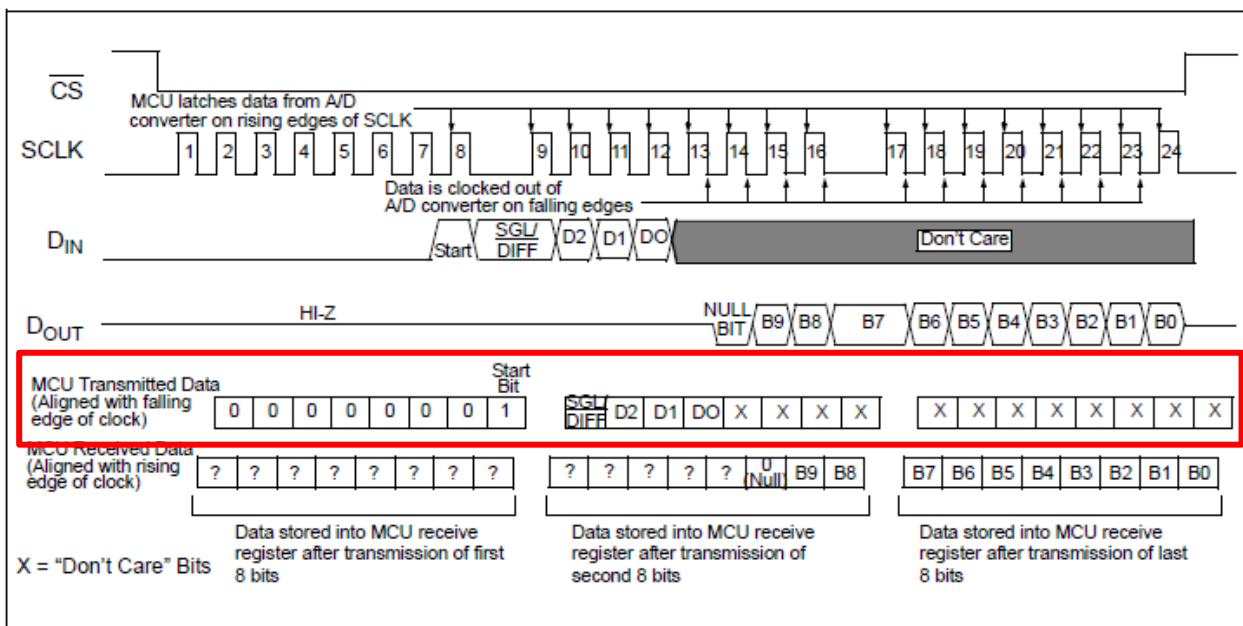 CS
MCU latches data from A/D
converter on rising edges of SCLK
SCLK
1 2 3 4 5 6 7 8 9 10 11 12 13 14 15 16 17 18 19 20 21 22 23 24
Data is clocked out of
A/D converter on falling edges
DIN
Start SGL/DIFF D2 D1 DO Don't Care
DOUT
HI-Z
NULL BIT B9 B8 B7 B6 B5 B4 B3 B2 B1 B0
Start
Bit
MCU Transmitted Data
(Aligned with falling
edge of clock)
0 0 0 0 0 0 0 1
SGL/DIFF D2 D1 DO X X X X
X X X X X X X X
MCU Received Data
(Aligned with rising
edge of clock)
? ? ? ? ? ? ? ?
? ? ? ? ? 0 (Null) B9 B8
B7 B6 B5 B4 B3 B2 B1 B0
Data stored into MCU receive
register after transmission of first
8 bits
Data stored into MCU receive
register after transmission of
second 8 bits
Data stored into MCU receive
register after transmission of last
8 bits
X = “Don't Care” Bits